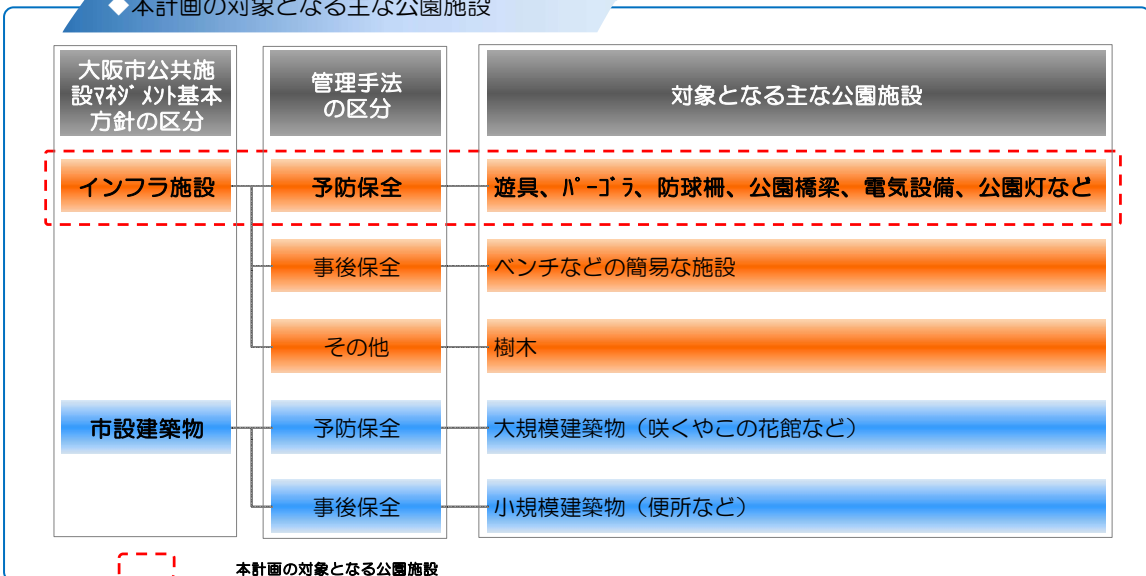 ◆本計画の対象となる主な公園施設
大阪市公共施
設ﾏﾈｼﾞﾒﾝﾄ基本
方針の区分
管理手法
の区分
対象となる主な公園施設
インフラ施設
予防保全
遊具、ﾊﾟｰｺﾞﾗ、防球柵、公園橋梁、電気設備、公園灯など
事後保全
ベンチなどの簡易な施設
その他
樹木
市設建築物
予防保全
大規模建築物（咲くやこの花館など）
事後保全
小規模建築物（便所など）
本計画の対象となる公園施設